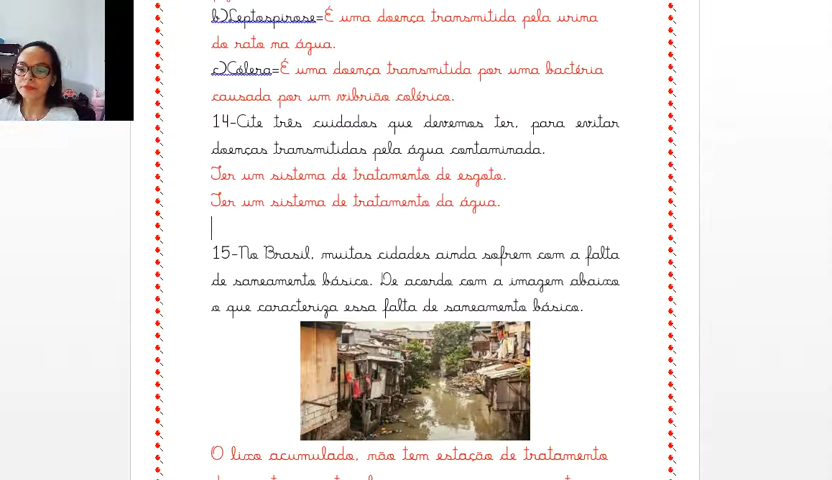 b)Leptospirose=É uma doença transmitida pela urina
do rato na água.
c)Cólera=É uma doença transmitida por uma bactéria
causada por um vibrião colérico.
14-Cite três cuidados que devemos ter, para evitar
doenças transmitidas pela água contaminada.
Ter um sistema de tratamento de esgoto.
Ter um sistema de tratamento da água.
15-No Brasil, muitas cidades ainda sofrem com a falta
de saneamento básico. De acordo com a imagem abaixo
o que caracteriza essa falta de saneamento básico.
O lixo acumulado, não tem estação de tratamento